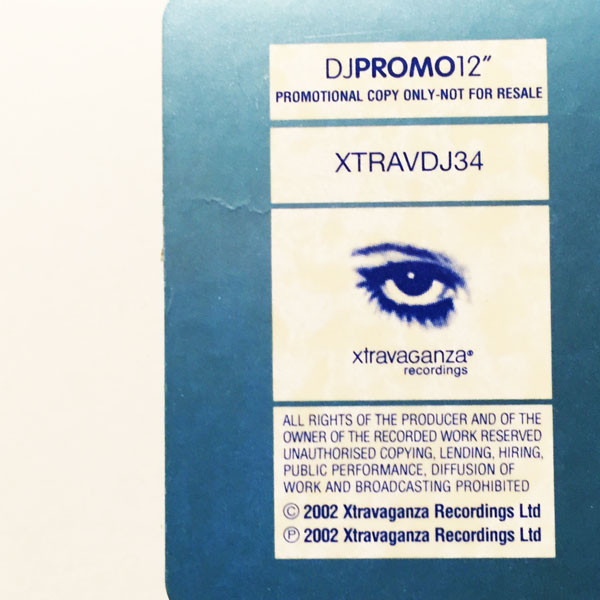 DJPROMO12″
PROMOTIONAL COPY ONLY-NOT FOR RESALE
XTRAVDJ34
xtravaganza®
recordings
ALL RIGHTS OF THE PRODUCER AND OF THE
OWNER OF THE RECORDED WORK RESERVED
UNAUTHORISED COPYING, LENDING, HIRING,
PUBLIC PERFORMANCE, DIFFUSION OF
WORK AND BROADCASTING PROHIBITED
© 2002 Xtravaganza Recordings Ltd
℗ 2002 Xtravaganza Recordings Ltd